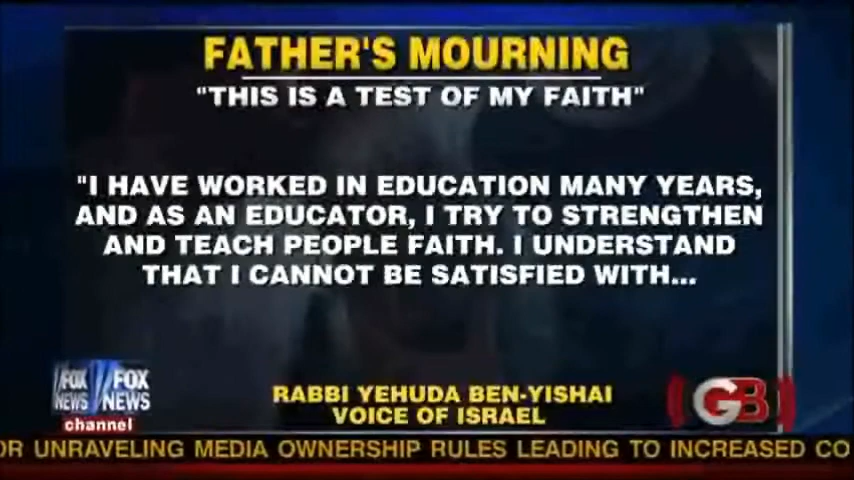 FATHER'S MOURNING
"THIS IS A TEST OF MY FAITH"
"I HAVE WORKED IN EDUCATION MANY YEARS,
AND AS AN EDUCATOR, I TRY TO STRENGTHEN
AND TEACH PEOPLE FAITH. I UNDERSTAND
THAT I CANNOT BE SATISFIED WITH...
RABBI YEHUDA BEN-YISHAI
VOICE OF ISRAEL
FOX NEWS
FOX NEWS
channel
GB
OR UNRAVELING MEDIA OWNERSHIP RULES LEADING TO INCREASED CO